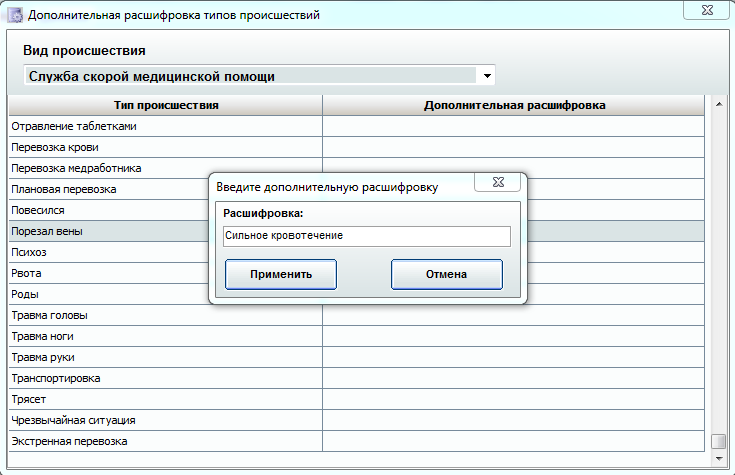 Дополнительная расшифровка типов происшествий
Вид происшествия
Служба скорой медицинской помощи
Тип происшествия Дополнительная расшифровка
Отравление таблетками
Перевозка крови
Перевозка медработника
Плановая перевозка
Повесился
Порезал вены
Психоз
Рвота
Роды
Травма головы
Травма ноги
Травма руки
Транспортировка
Трясет
Чрезвычайная ситуация
Экстренная перевозка
Введите дополнительную расшифровку
Расшифровка:
Сильное кровотечение
Применить Отмена